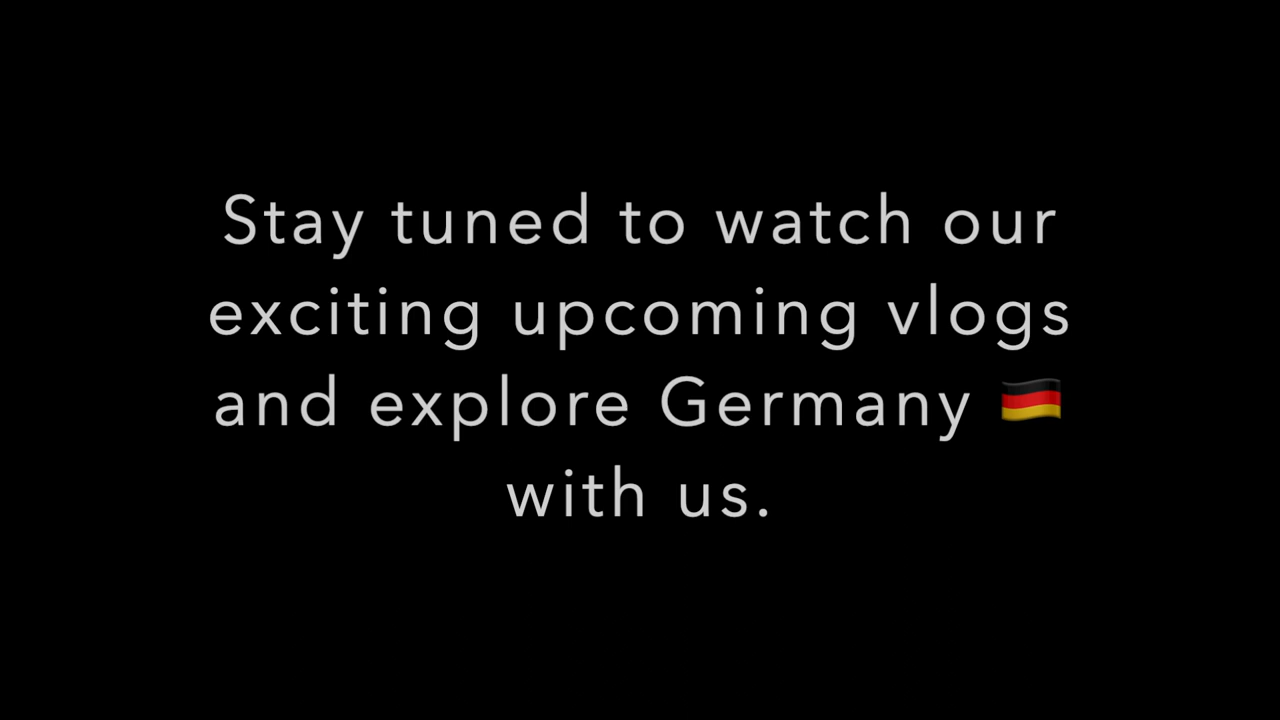 Stay tuned to watch our
exciting upcoming vlogs
and explore Germany 🇩🇪
with us.